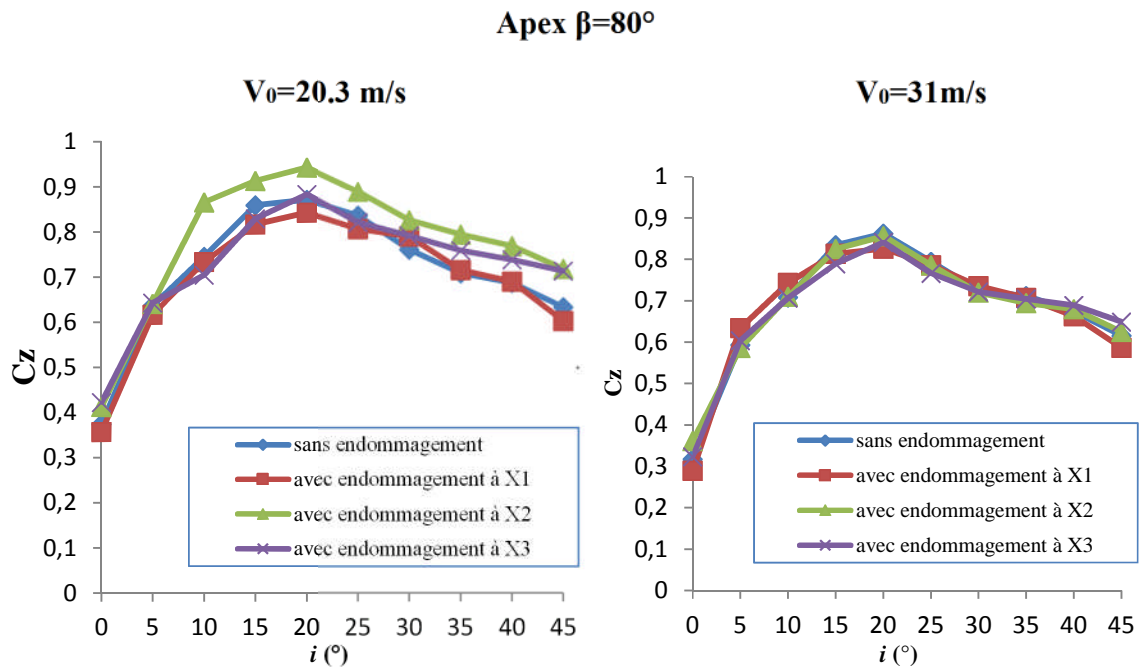 Apex β=80°
V₀=20.3 m/s
Cz
1
0,9
0,8
0,7
0,6
0,5
0,4
0,3
0,2
0,1
0
sans endommagement
avec endommagement à X1
avec endommagement à X2
avec endommagement à X3
0 5 10 15 20 25 30 35 40 45
i (°)
V₀=31m/s
Cz
1
0,9
0,8
0,7
0,6
0,5
0,4
0,3
0,2
0,1
0
sans endommagement
avec endommagement à X1
avec endommagement à X2
avec endommagement à X3
0 5 10 15 20 25 30 35 40 45
i (°)